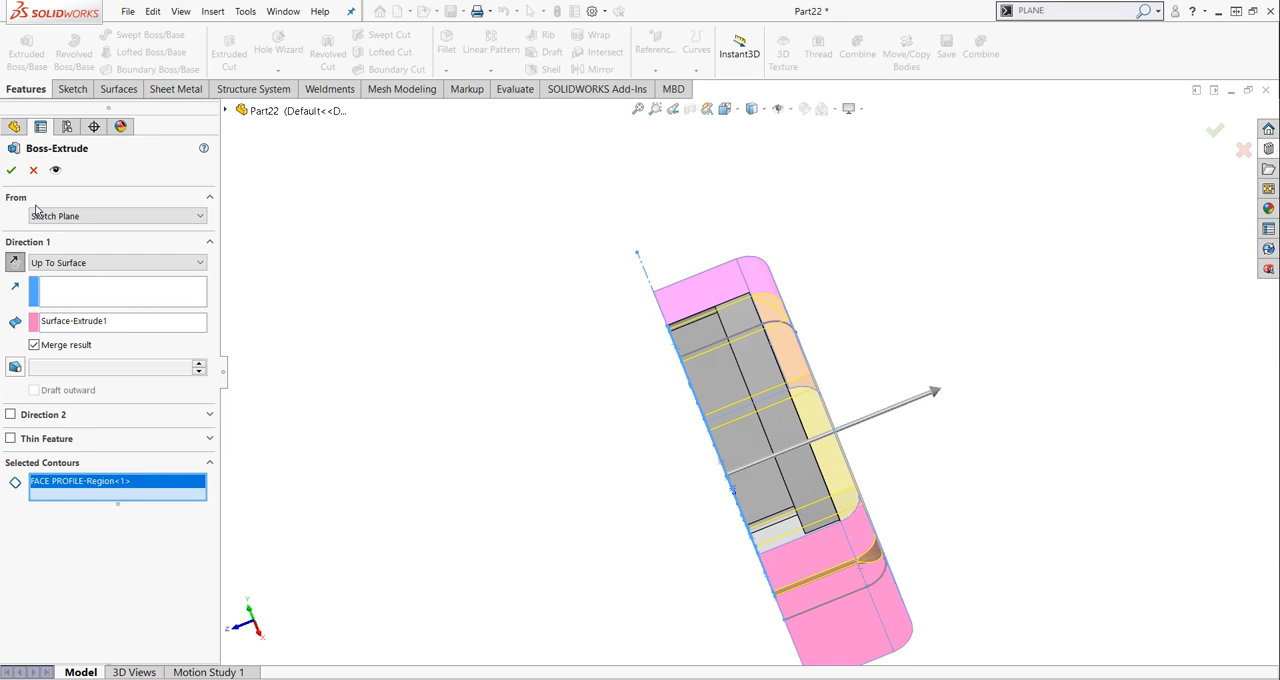 SOLIDWORKS File Edit View Insert Tools Window Help Part22 * PLANE
Extruded Boss/Base Revolved Boss/Base Swept Boss/Base Lofted Boss/Base Boundary Boss/Base Extruded Cut Hole Wizard Revolved Cut Swept Cut Lofted Cut Boundary Cut Fillet Linear Pattern Rib Draft Shell Wrap Intersect Mirror Referenc... Curves Instant3D 3D Texture Thread Combine Move/Copy Bodies Save Combine
Features Sketch Surfaces Sheet Metal Structure System Weldments Mesh Modeling Markup Evaluate SOLIDWORKS Add-Ins MBD
Part22 (Default<<D...
Boss-Extrude
From
Sketch Plane
Direction 1
Up To Surface
Surface-Extrude1
Merge result
Draft outward
Direction 2
Thin Feature
Selected Contours
FACE PROFILE-Region<1>
Y
Z
X
Model 3D Views Motion Study 1